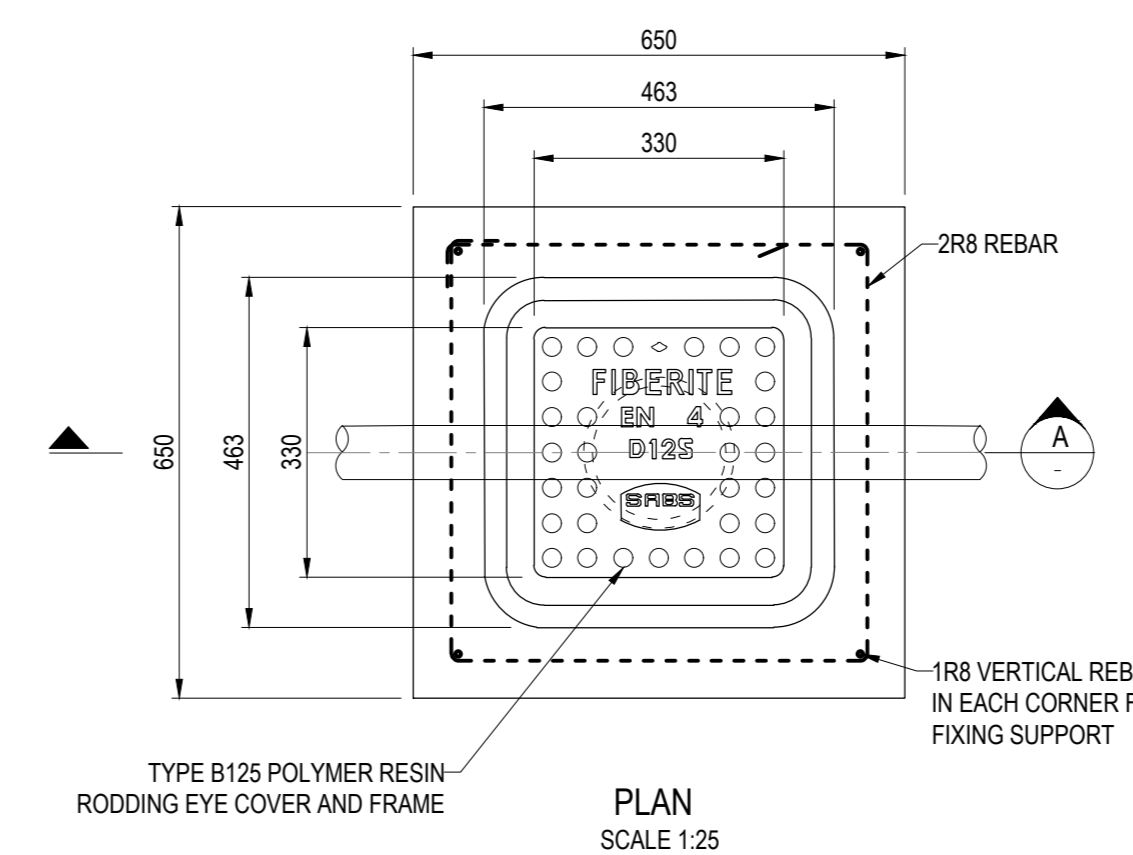 650
463
330
2R8 REBAR
650
463
330
FIBERITE
EN 4
D125
SABS
A
-
1R8 VERTICAL REB
IN EACH CORNER F
FIXING SUPPORT
TYPE B125 POLYMER RESIN
RODDING EYE COVER AND FRAME
PLAN
SCALE 1:25